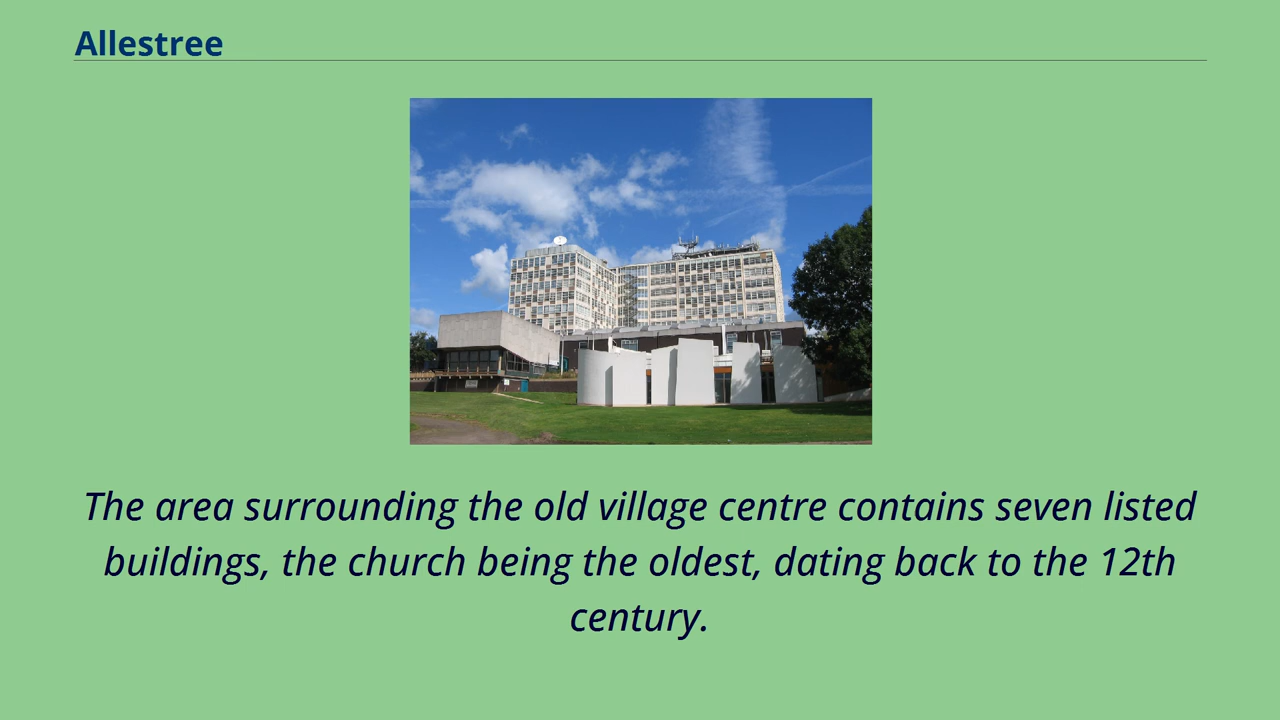 Allestree
The area surrounding the old village centre contains seven listed
buildings, the church being the oldest, dating back to the 12th
century.